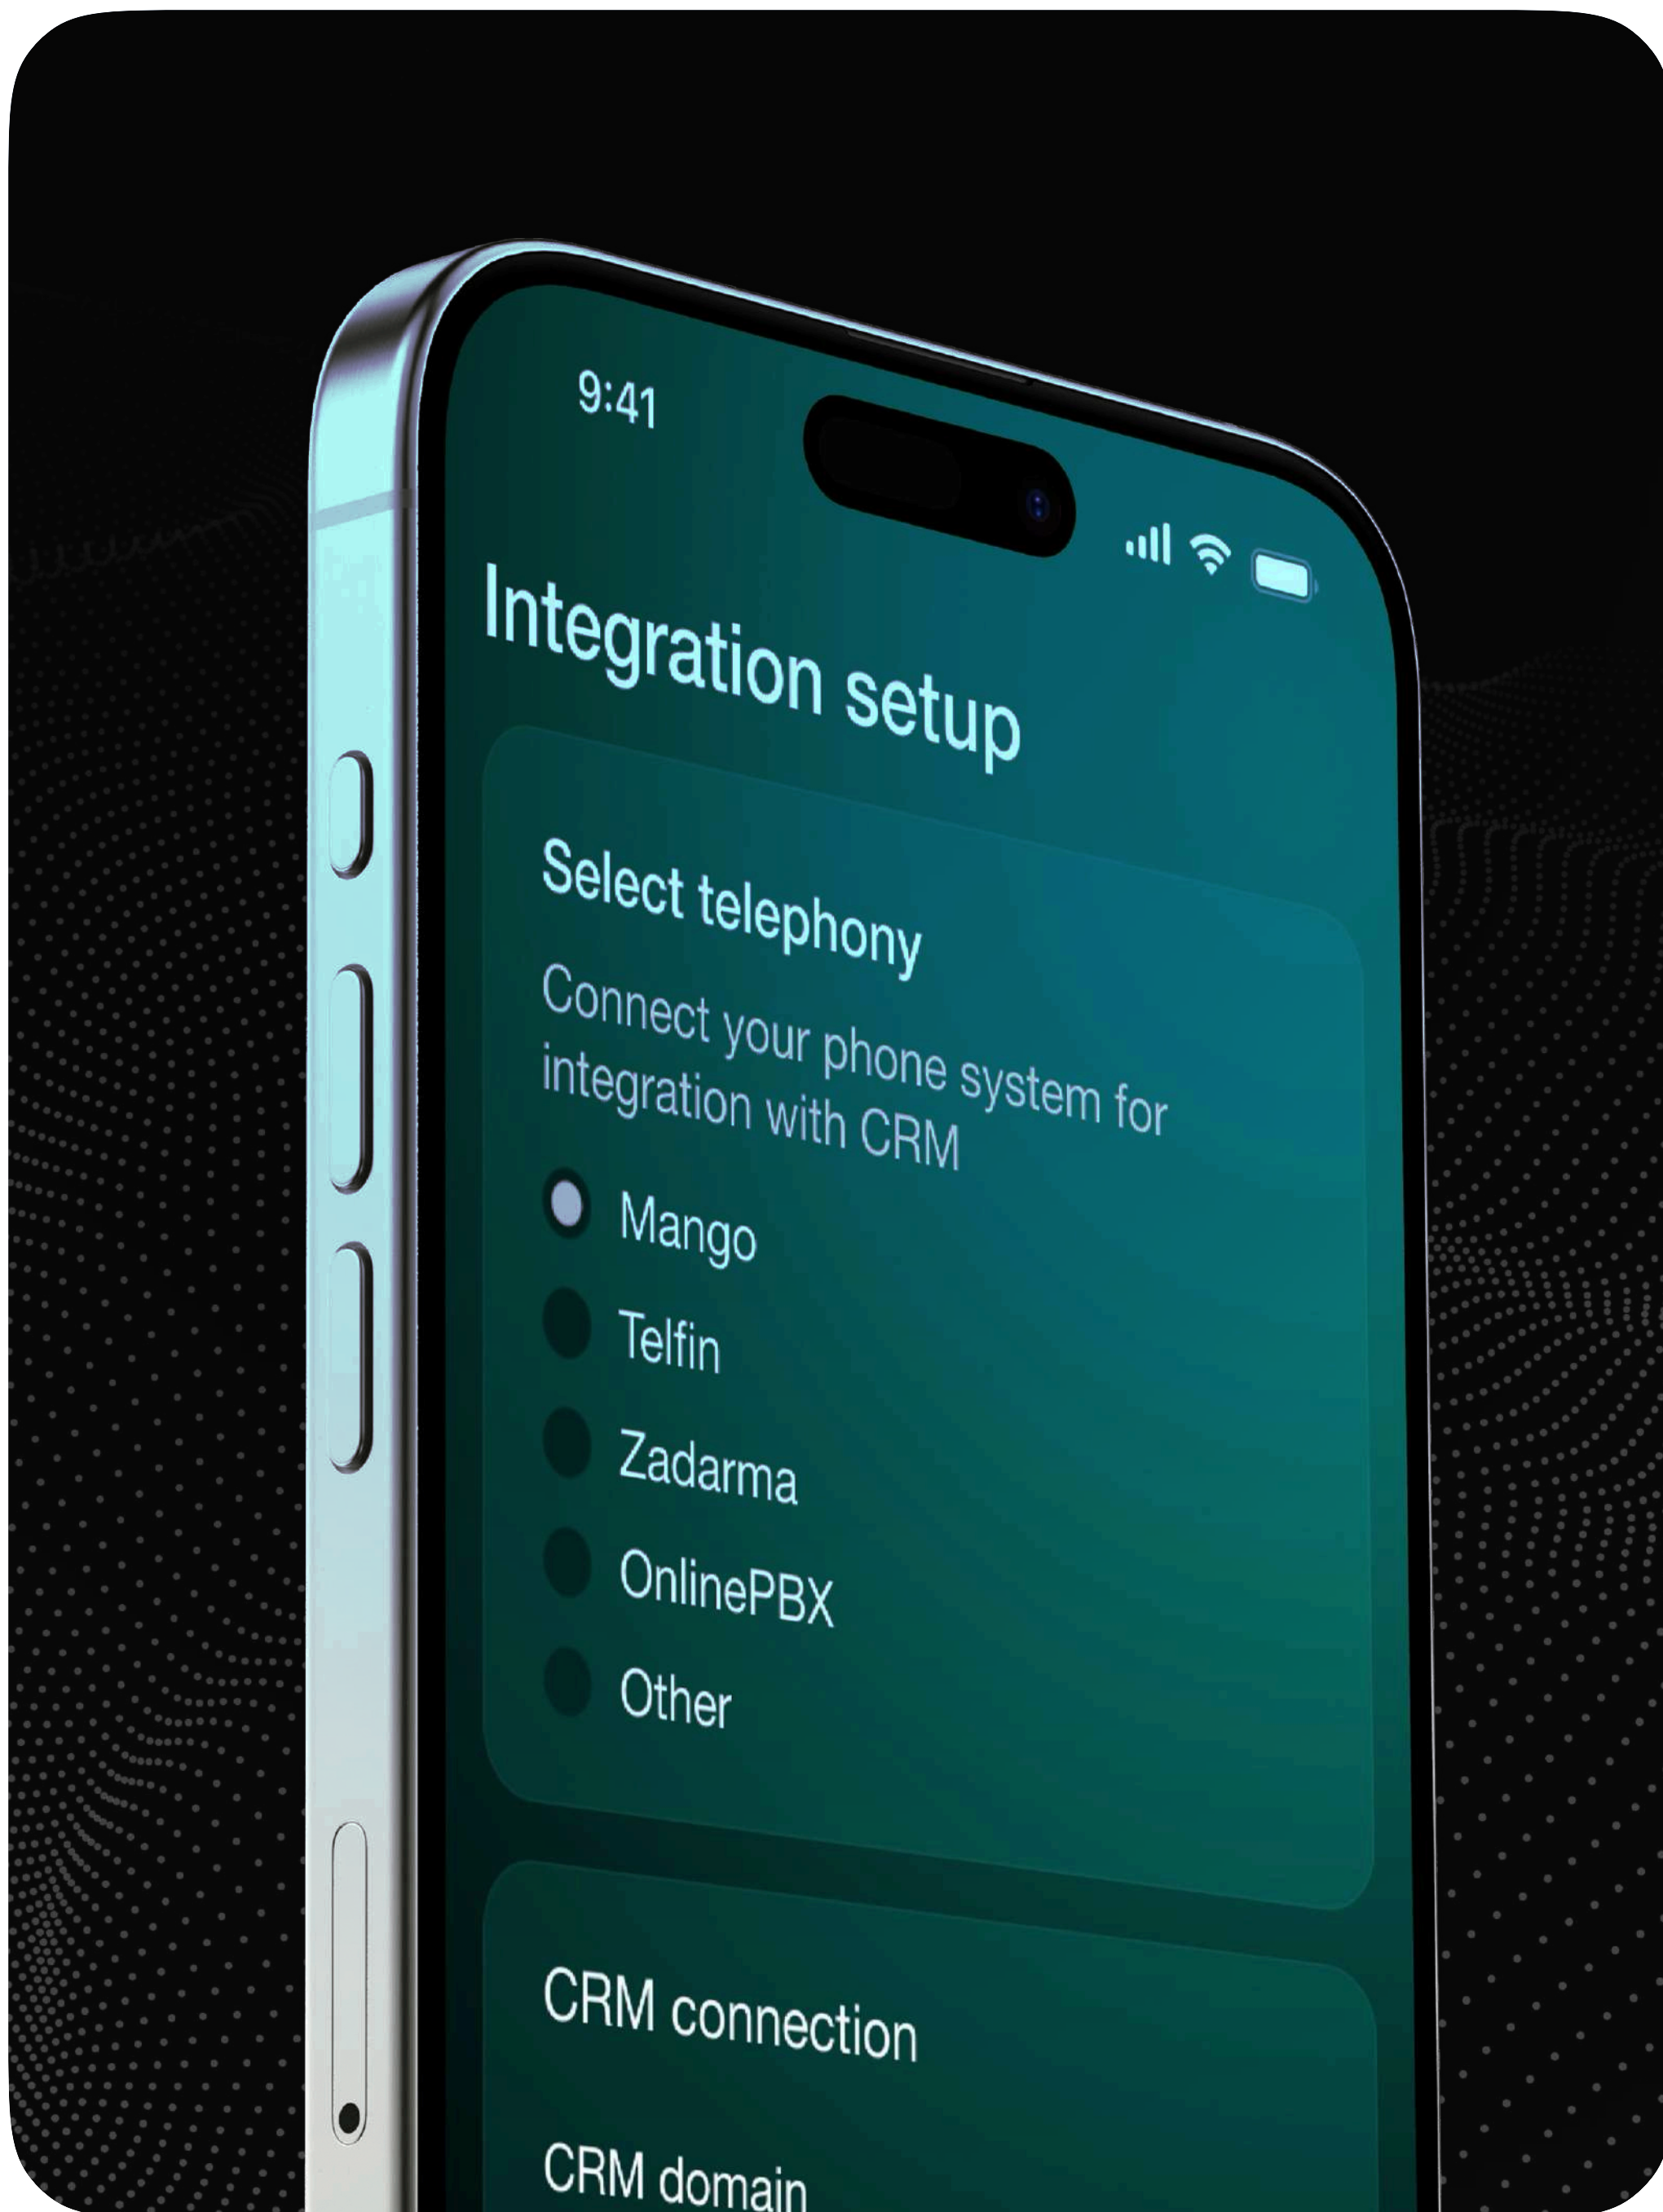 9:41
Integration setup
Select telephony
Connect your phone system for
integration with CRM
Mango
Telfin
Zadarma
OnlinePBX
Other
CRM connection
CRM domain